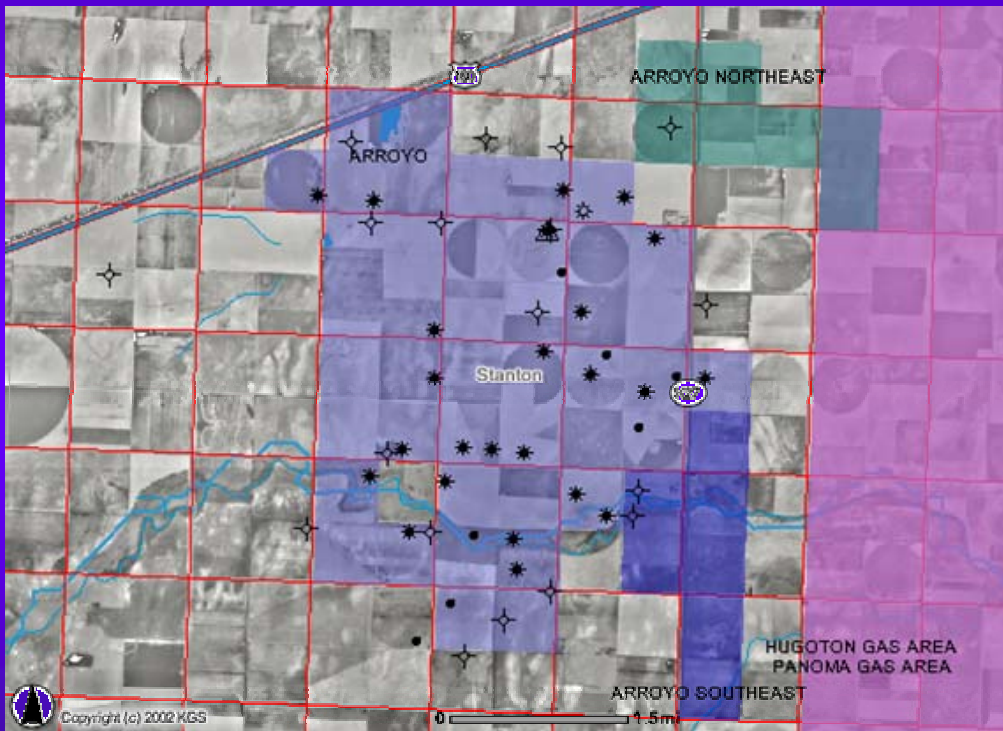 ARROYO NORTHEAST
ARROYO
Stanton
HUGOTON GAS AREA
PANOMA GAS AREA
ARROYO SOUTHEAST
Copyright (c) 2002 KGS
0
1.5mi